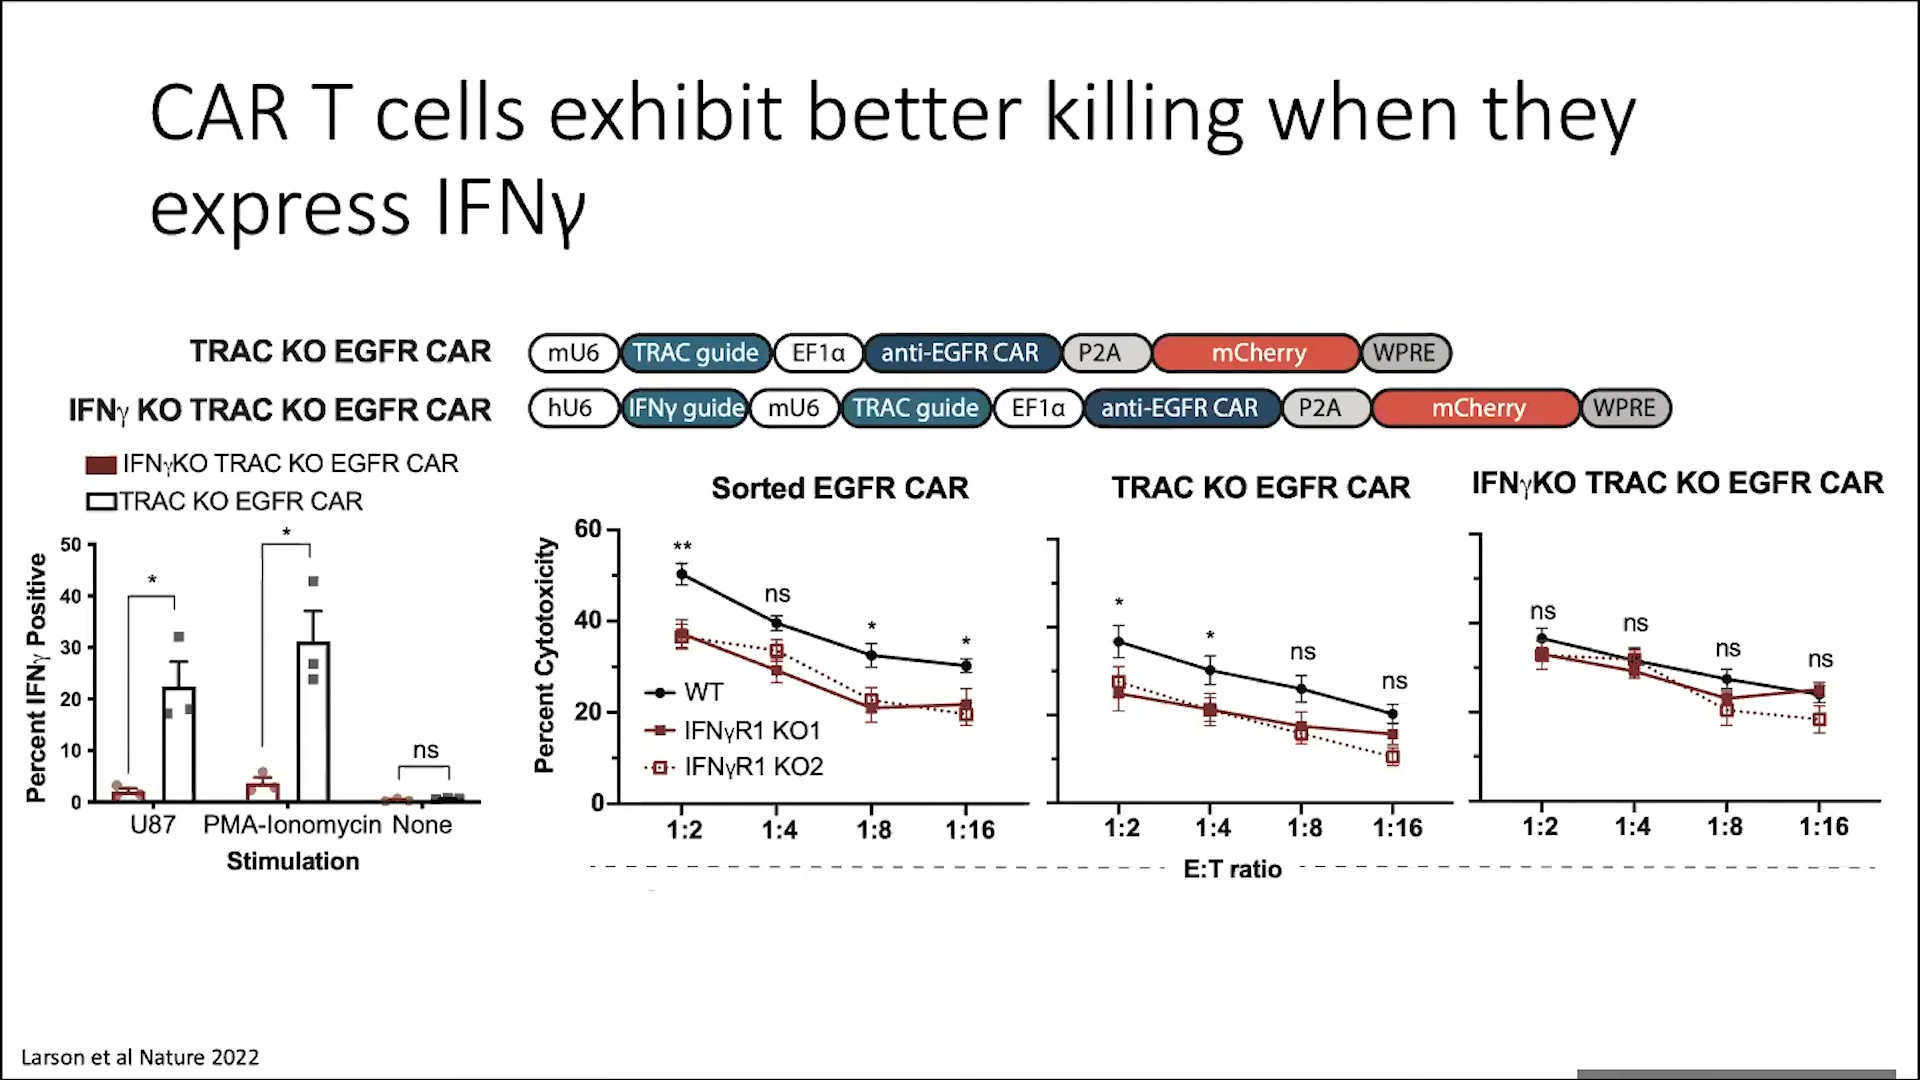 CAR T cells exhibit better killing when they
express IFNγ
TRAC KO EGFR CAR
mU6 TRAC guide EF1α anti-EGFR CAR P2A mCherry WPRE
IFNγ KO TRAC KO EGFR CAR
hU6 IFNγ guide mU6 TRAC guide EF1α anti-EGFR CAR P2A mCherry WPRE
IFNγKO TRAC KO EGFR CAR
TRAC KO EGFR CAR
Percent IFNγ Positive
50
40
30
20
10
0
*
*
ns
U87 PMA-Ionomycin None
Stimulation
Sorted EGFR CAR
Percent Cytotoxicity
60
40
20
0
**
ns
*
*
WT
IFNγR1 KO1
IFNγR1 KO2
1:2 1:4 1:8 1:16
TRAC KO EGFR CAR
*
*
ns
ns
1:2 1:4 1:8 1:16
IFNγKO TRAC KO EGFR CAR
ns
ns
ns
ns
1:2 1:4 1:8 1:16
E:T ratio
Larson et al Nature 2022